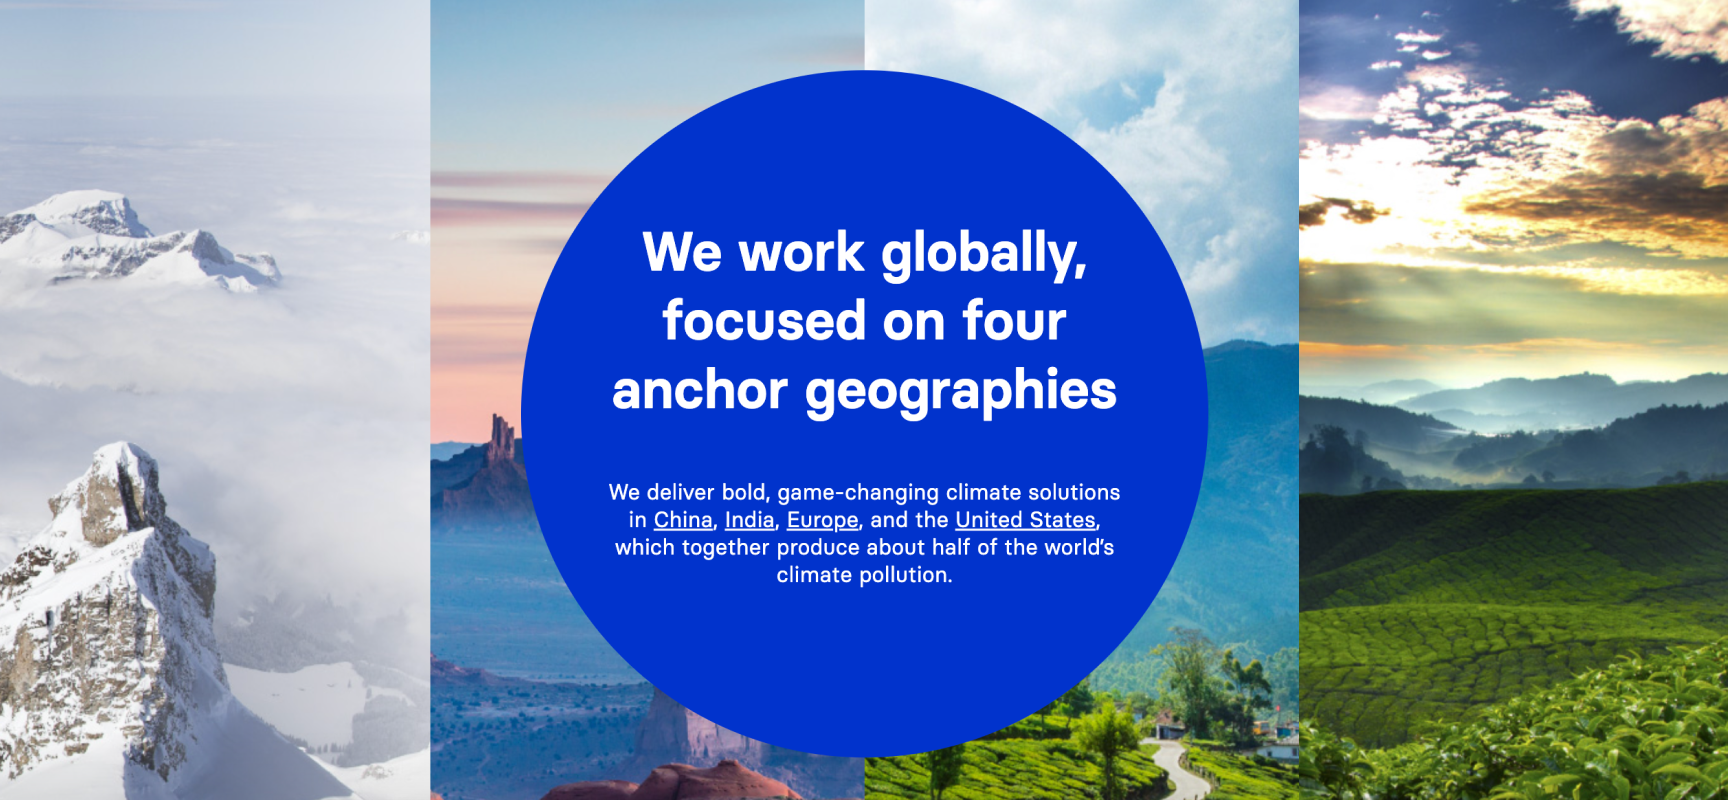 We work globally,
focused on four
anchor geographies
We deliver bold, game-changing climate solutions
in China, India, Europe, and the United States,
which together produce about half of the world's
climate pollution.